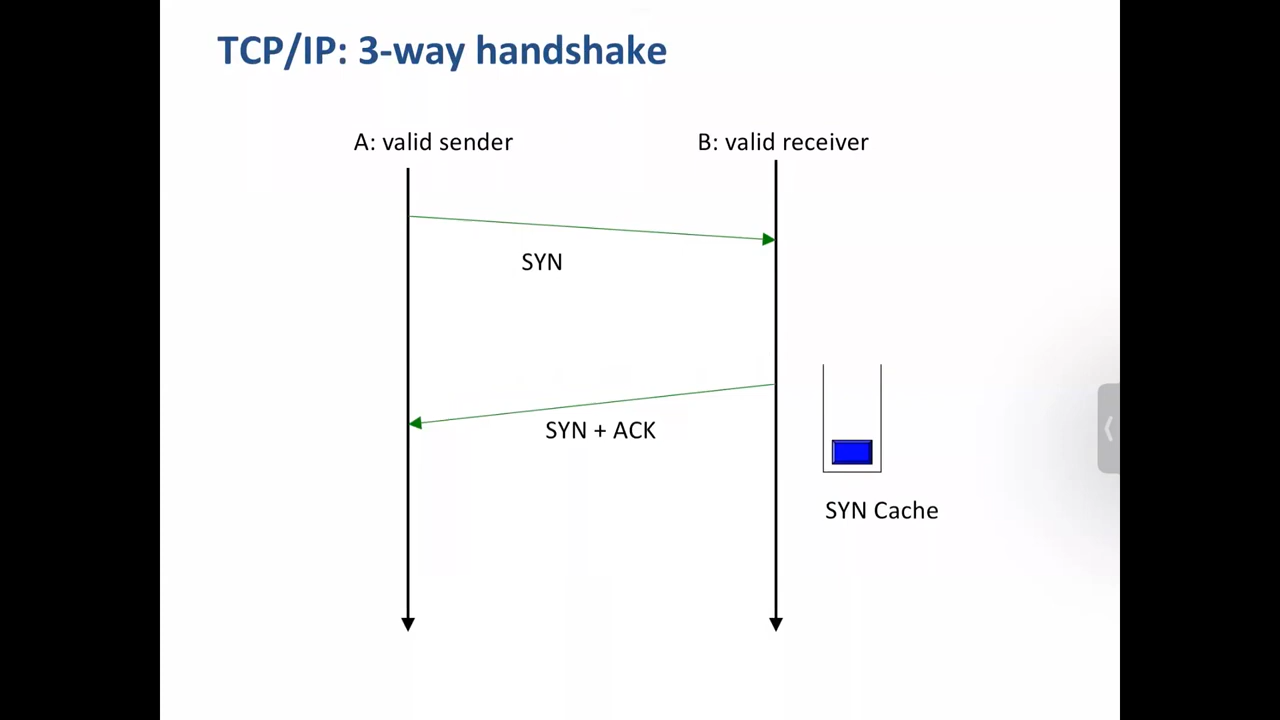 TCP/IP: 3-way handshake
A: valid sender
B: valid receiver
SYN
SYN + ACK
SYN Cache